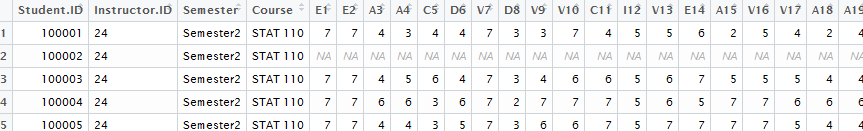 Student.ID Instructor.ID Semester Course E1 E2 A3 A4 C5 D6 V7 D8 V9 V10 C11 I12 V13 E14 A15 V16 V17 A18 A19
1 100001 24 Semester2 STAT 110 7 7 4 3 4 4 7 3 3 7 4 5 5 6 2 5 4 2 4
2 100002 24 Semester2 STAT 110 NA NA NA NA NA NA NA NA NA NA NA NA NA NA NA NA NA NA NA
3 100003 24 Semester2 STAT 110 7 7 4 5 6 4 7 3 4 6 6 5 6 7 5 5 5 4 4
4 100004 24 Semester2 STAT 110 7 7 6 6 3 6 7 2 7 7 7 5 6 5 7 7 6 6 6
5 100005 24 Semester2 STAT 110 7 7 4 4 3 5 7 3 6 6 7 5 7 7 7 7 5 4 4